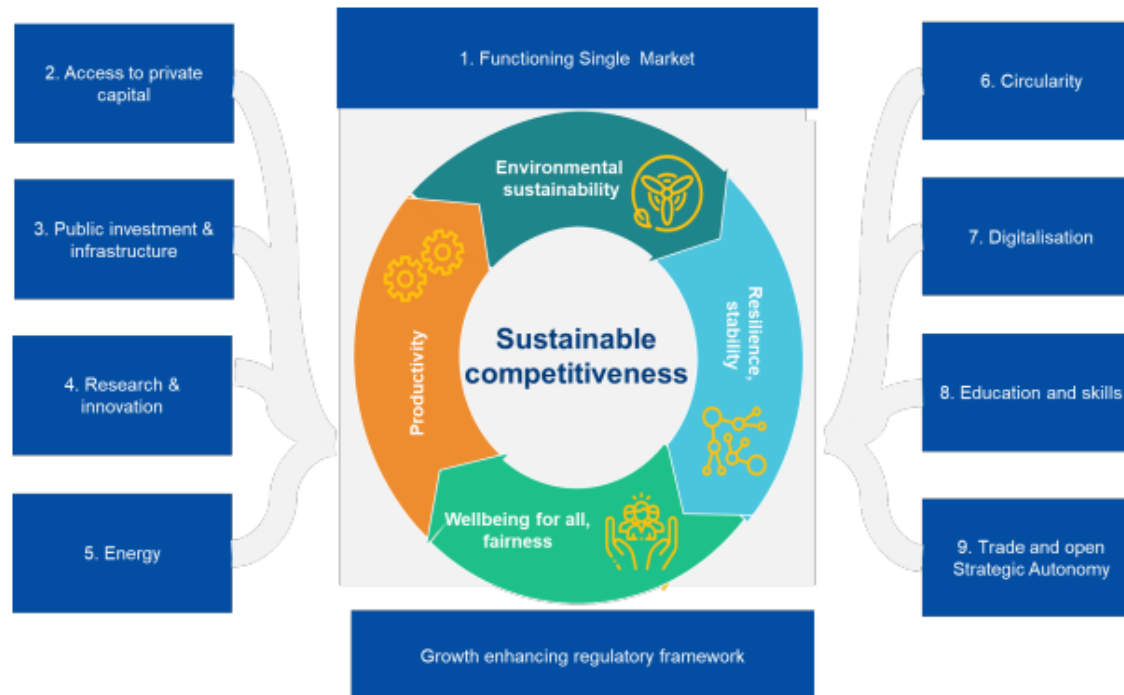 1. Functioning Single Market
2. Access to private
capital
3. Public investment &
infrastructure
4. Research &
innovation
5. Energy
Environmental
sustainability
Resilience,
stability
Wellbeing for all,
fairness
Productivity
Sustainable
competitiveness
6. Circularity
7. Digitalisation
8. Education and skills
9. Trade and open
Strategic Autonomy
Growth enhancing regulatory framework